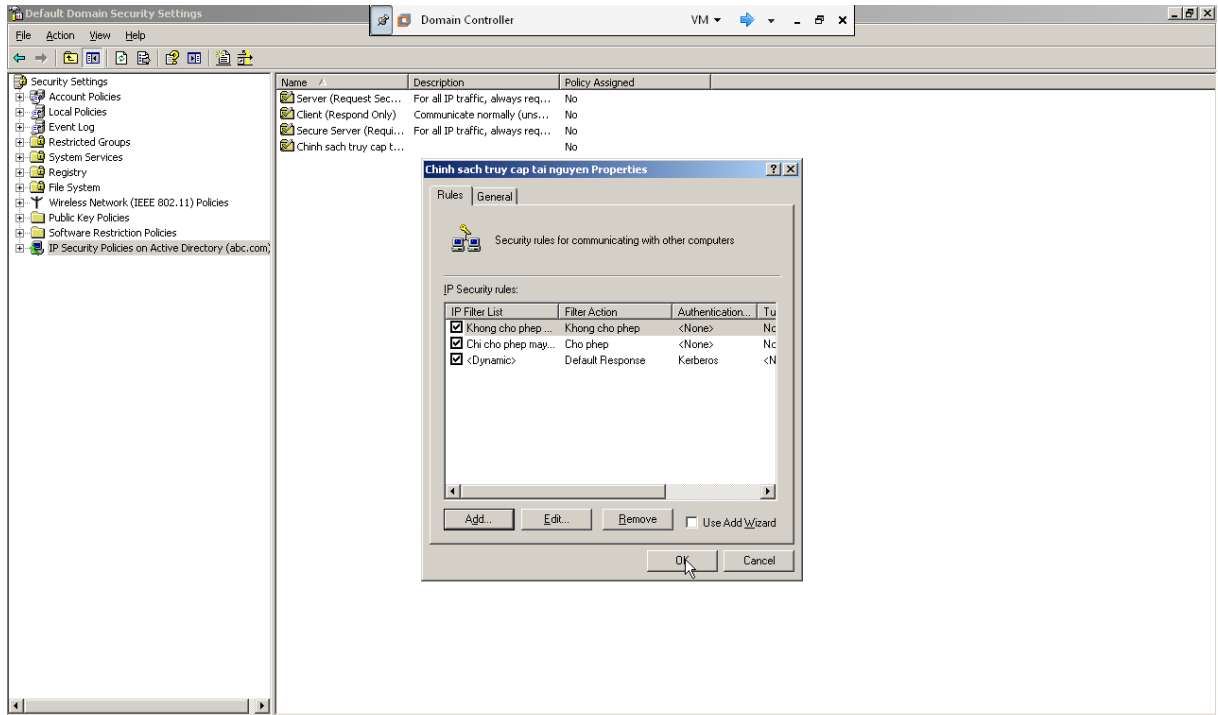 Default Domain Security Settings
Domain Controller VM
File Action View Help
Security Settings
Account Policies
Local Policies
Event Log
Restricted Groups
System Services
Registry
File System
Wireless Network (IEEE 802.11) Policies
Public Key Policies
Software Restriction Policies
IP Security Policies on Active Directory (abc.com)
Name Description Policy Assigned
Server (Request Sec... For all IP traffic, always req... No
Client (Respond Only) Communicate normally (uns... No
Secure Server (Requi... For all IP traffic, always req... No
Chinh sach truy cap t... No
Chinh sach truy cap tai nguyen Properties
Rules General
Security rules for communicating with other computers
IP Security rules:
IP Filter List Filter Action Authentication... Tu
Khong cho phep ... Khong cho phep <None> Nc
Chi cho phep may... Cho phep <None> Nc
<Dynamic> Default Response Kerberos <N
Add... Edit... Remove Use Add Wizard
OK Cancel